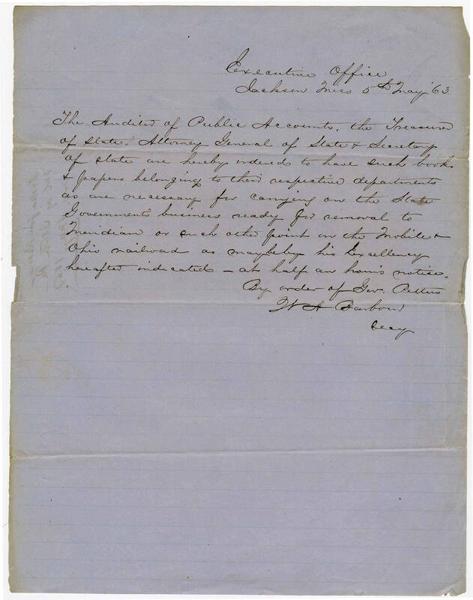 Executive Office
Jackson Miss 5th May '63
The Auditor of Public Accounts, the Treasurer
of State, Attorney General of State & Secretary
of State are hereby ordered to have such books
& papers belonging to their respective departments
as are necessary for carrying on the State
Government business ready for removal to
Meridian or such other point on the Mobile &
Ohio railroad as may be by his Excellency
hereafter indicated — at half an hour's notice.
By order of Gov. Pettus
W A Barbour
Secy